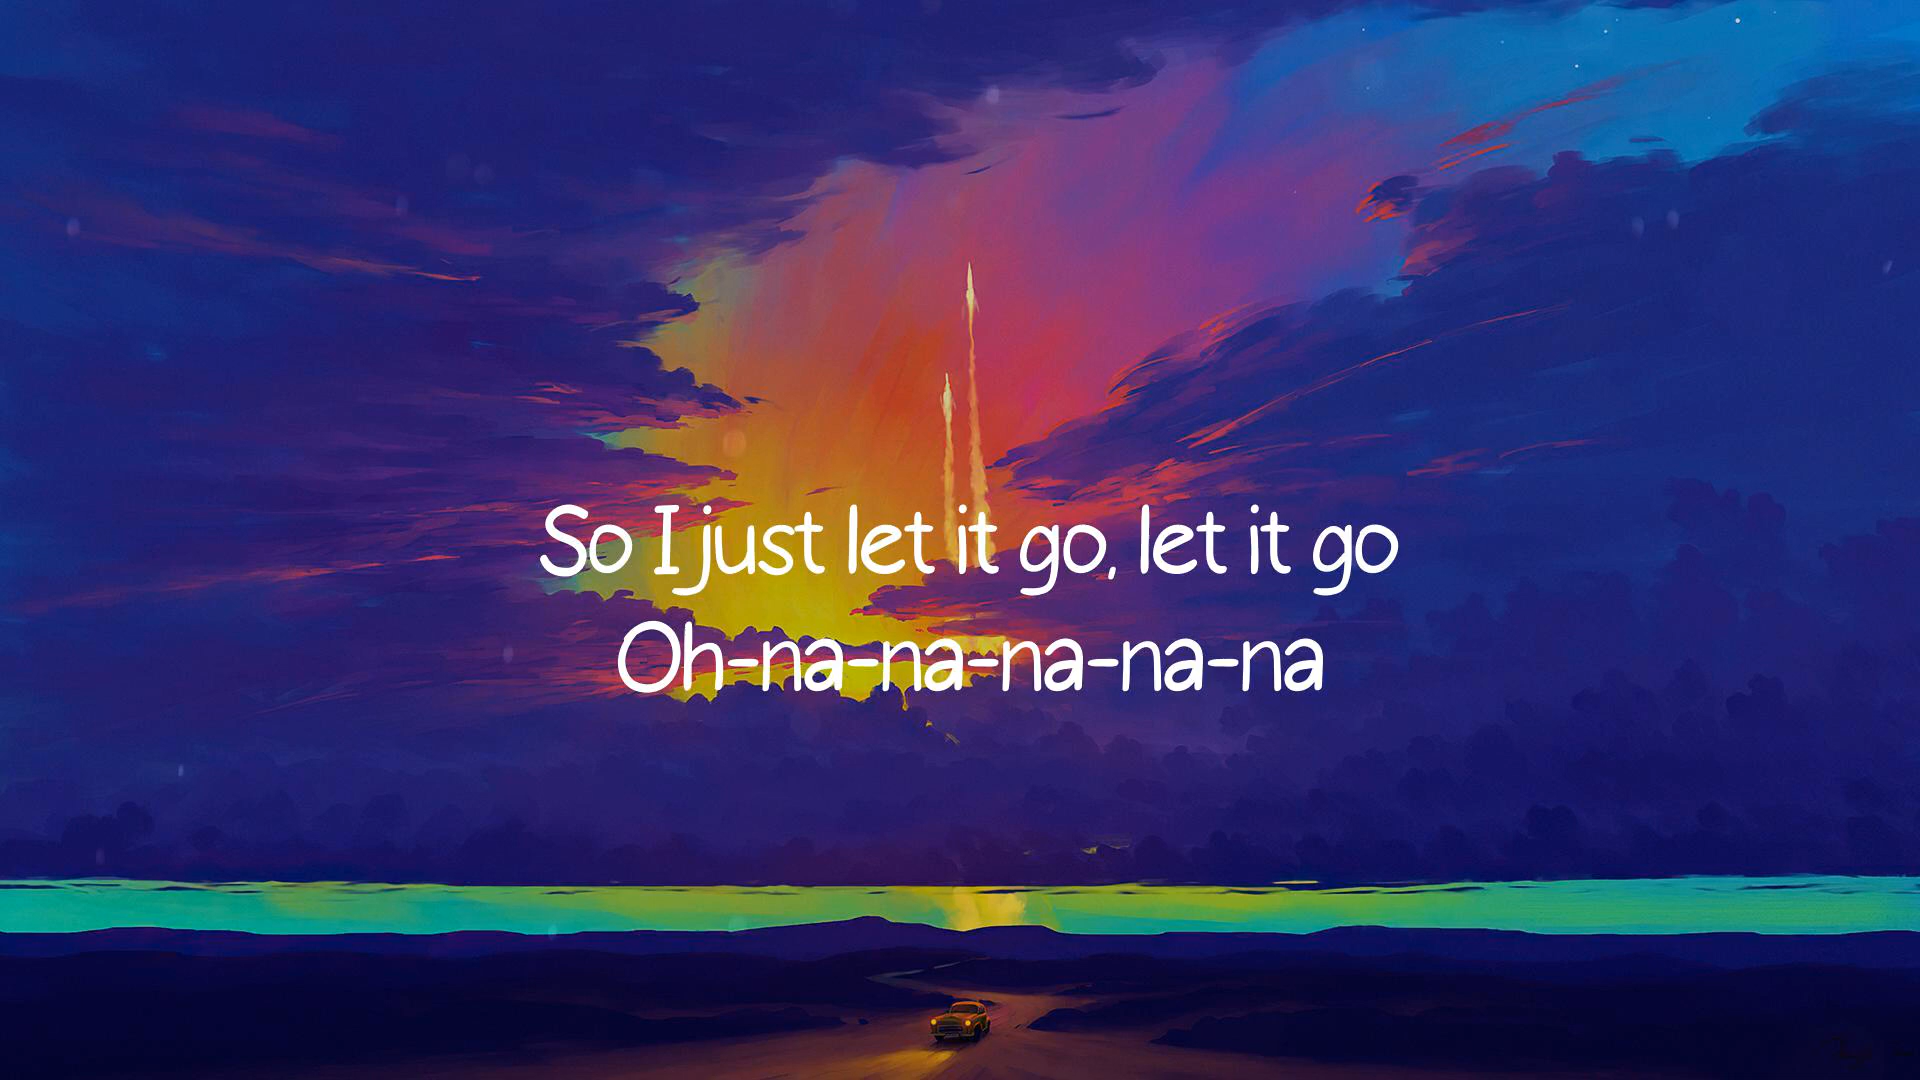 So I just let it go, let it go
Oh-na-na-na-na-na